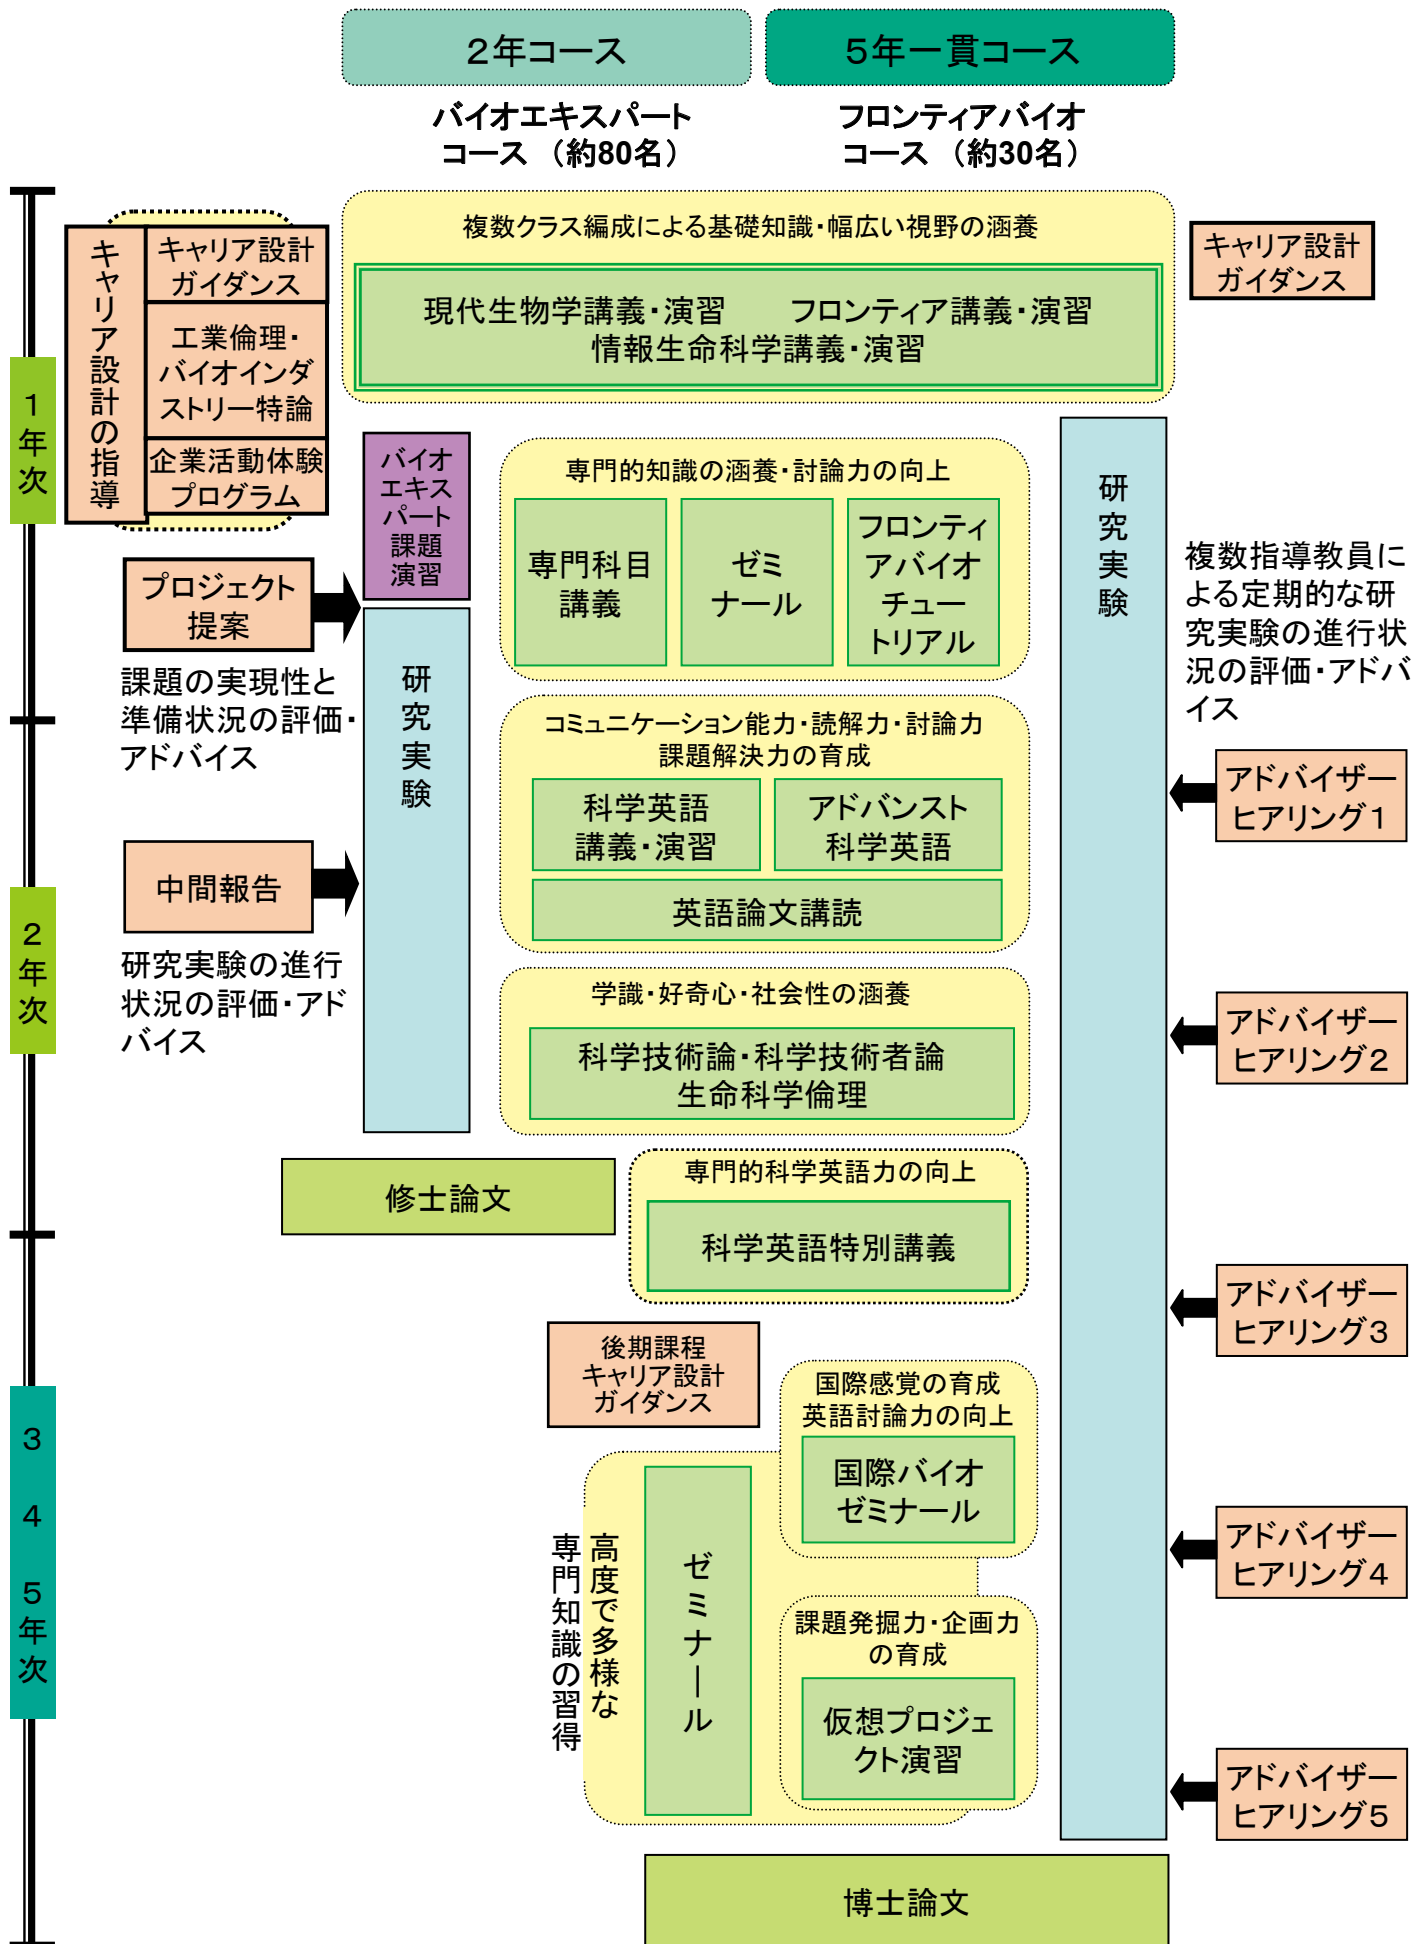 2年コース
5年一貫コース
バイオエキスパート
コース （約80名）
フロンティアバイオ
コース （約30名）
1
年
次
2
年
次
3
4
5
年
次
キャリア設計の指導
キャリア設計
ガイダンス
工業倫理・
バイオインダ
ストリー特論
企業活動体験
プログラム
複数クラス編成による基礎知識・幅広い視野の涵養
現代生物学講義・演習　フロンティア講義・演習
情報生命科学講義・演習
キャリア設計
ガイダンス
バイオ
エキス
パート
課題
演習
プロジェクト
提案
課題の実現性と
準備状況の評価・
アドバイス
研究実験
中間報告
研究実験の進行
状況の評価・アド
バイス
専門的知識の涵養・討論力の向上
専門科目
講義
ゼミ
ナール
フロンティ
アバイオ
チュー
トリアル
コミュニケーション能力・読解力・討論力
課題解決力の育成
科学英語
講義・演習
アドバンスト
科学英語
英語論文講読
学識・好奇心・社会性の涵養
科学技術論・科学技術者論
生命科学倫理
修士論文
専門的科学英語力の向上
科学英語特別講義
後期課程
キャリア設計
ガイダンス
国際感覚の育成
英語討論力の向上
国際バイオ
ゼミナール
高度で多様な
専門知識の習得
ゼミナール
課題発掘力・企画力
の育成
仮想プロジェ
クト演習
博士論文
研究実験
複数指導教員に
よる定期的な研
究実験の進行状
況の評価・アドバ
イス
アドバイザー
ヒアリング1
アドバイザー
ヒアリング2
アドバイザー
ヒアリング3
アドバイザー
ヒアリング4
アドバイザー
ヒアリング5